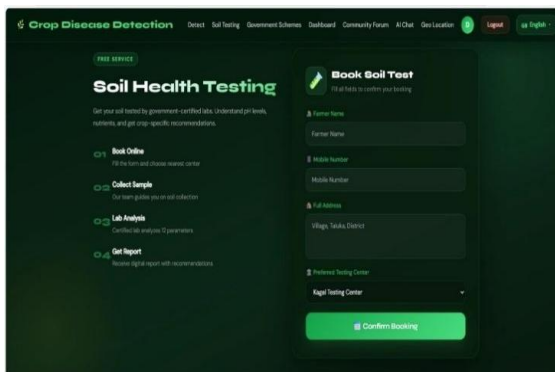 Crop Disease Detection
Detect Soil Testing Government Schemes Dashboard Community Forum AI Chat Geo Location
Logout
English
FREE SERVICE
Soil Health Testing
Get your soil tested by government-certified labs. Understand pH levels,
nutrients, and get crop-specific recommendations.
01 Book Online
Fill the form and choose nearest center
02 Collect Sample
Our team guides you on soil collection
03 Lab Analysis
Certified lab analyses 12 parameters
04 Get Report
Receive digital report with recommendations
Book Soil Test
Fill all fields to confirm your booking
Farmer Name
Farmer Name
Mobile Number
Mobile Number
Full Address
Village, Taluka, District
Preferred Testing Center
Kagal Testing Center
Confirm Booking